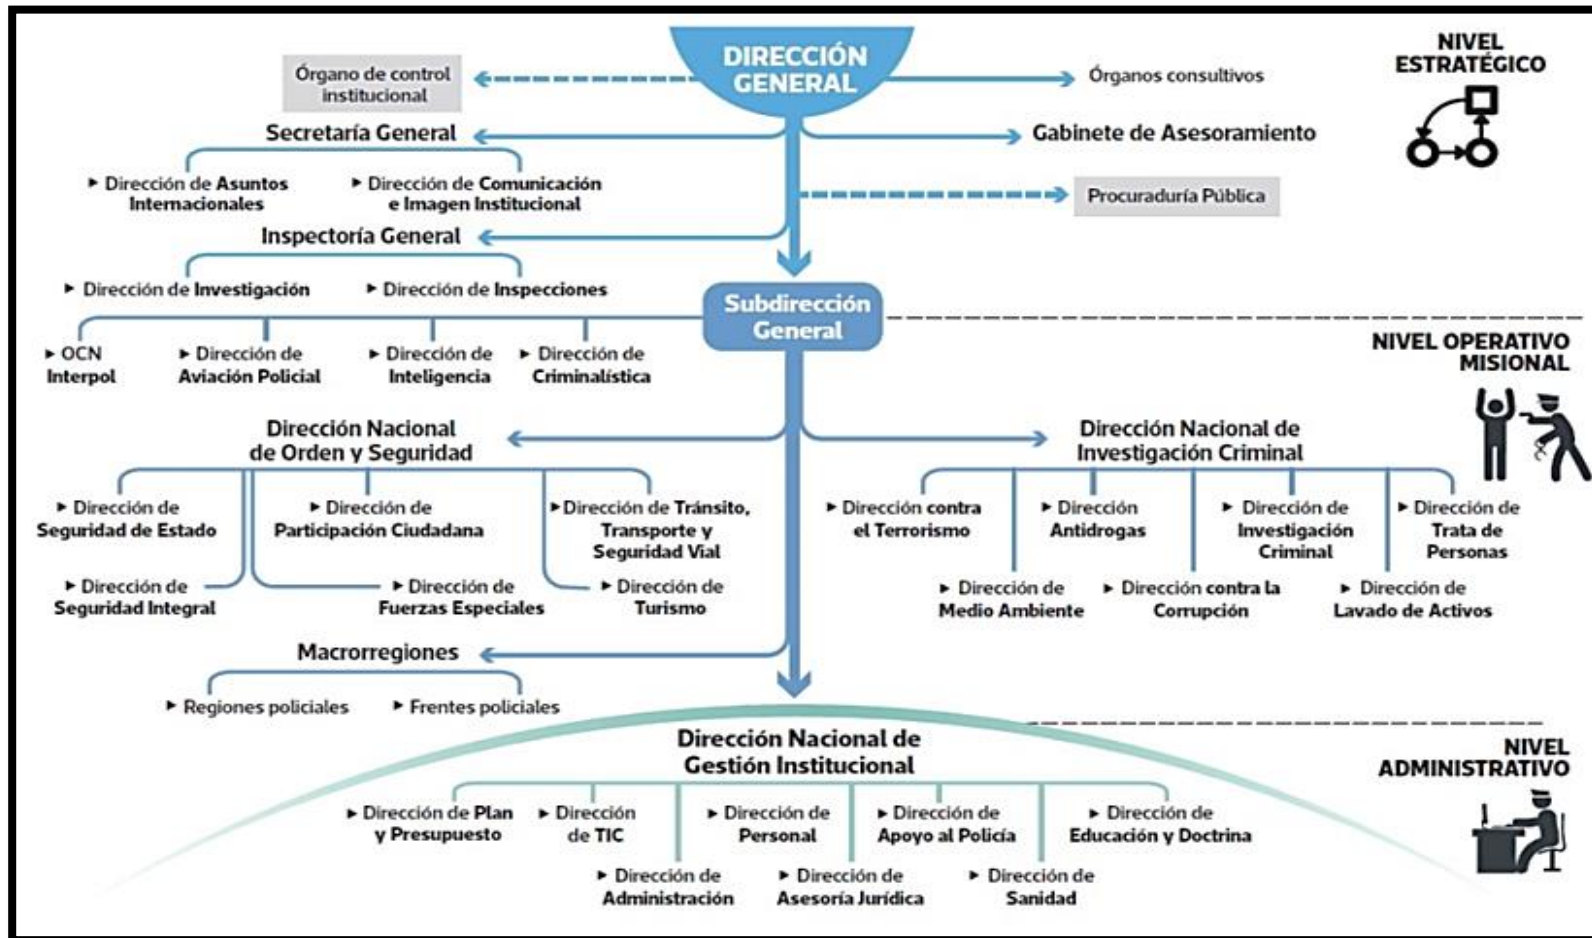 DIRECCIÓN
GENERAL
NIVEL
ESTRATÉGICO
Órgano de control
institucional
Órganos consultivos
Secretaría General
Gabinete de Asesoramiento
▸ Dirección de Asuntos
Internacionales
▸ Dirección de Comunicación
e Imagen Institucional
Procuraduría Pública
Inspectoría General
▸ Dirección de Investigación
▸ Dirección de Inspecciones
Subdirección
General
▸ OCN
Interpol
▸ Dirección de
Aviación Policial
▸ Dirección de
Inteligencia
▸ Dirección de
Criminalística
NIVEL OPERATIVO
MISIONAL
Dirección Nacional
de Orden y Seguridad
Dirección Nacional de
Investigación Criminal
▸ Dirección de
Seguridad de Estado
▸ Dirección de
Participación Ciudadana
▸ Dirección de Tránsito,
Transporte y
Seguridad Vial
▸ Dirección contra
el Terrorismo
▸ Dirección
Antidrogas
▸ Dirección de
Investigación
Criminal
▸ Dirección de
Trata de
Personas
▸ Dirección de
Seguridad Integral
▸ Dirección de
Fuerzas Especiales
▸ Dirección de
Turismo
▸ Dirección de
Medio Ambiente
▸ Dirección contra la
Corrupción
▸ Dirección de
Lavado de Activos
Macrorregiones
▸ Regiones policiales
▸ Frentes policiales
Dirección Nacional de
Gestión Institucional
NIVEL
ADMINISTRATIVO
▸ Dirección de Plan
y Presupuesto
▸ Dirección
de TIC
▸ Dirección de
Personal
▸ Dirección de
Apoyo al Policía
▸ Dirección de
Educación y Doctrina
▸ Dirección de
Administración
▸ Dirección de
Asesoría Jurídica
▸ Dirección de
Sanidad